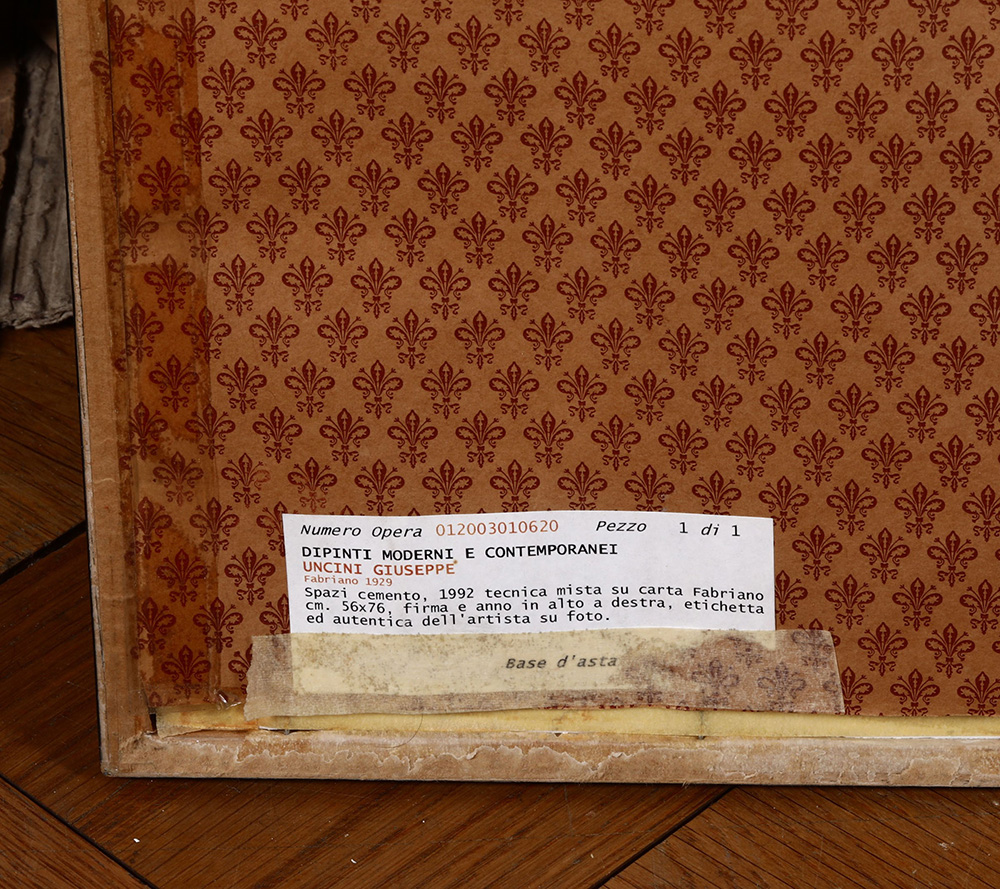 Numero Opera 012003010620 Pezzo 1 di 1
DIPINTI MODERNI E CONTEMPORANEI
UNCINI GIUSEPPE
Fabriano 1929
Spazi cemento, 1992 tecnica mista su carta Fabriano
cm. 56x76, firma e anno in alto a destra, etichetta
ed autentica dell'artista su foto.
Base d'asta